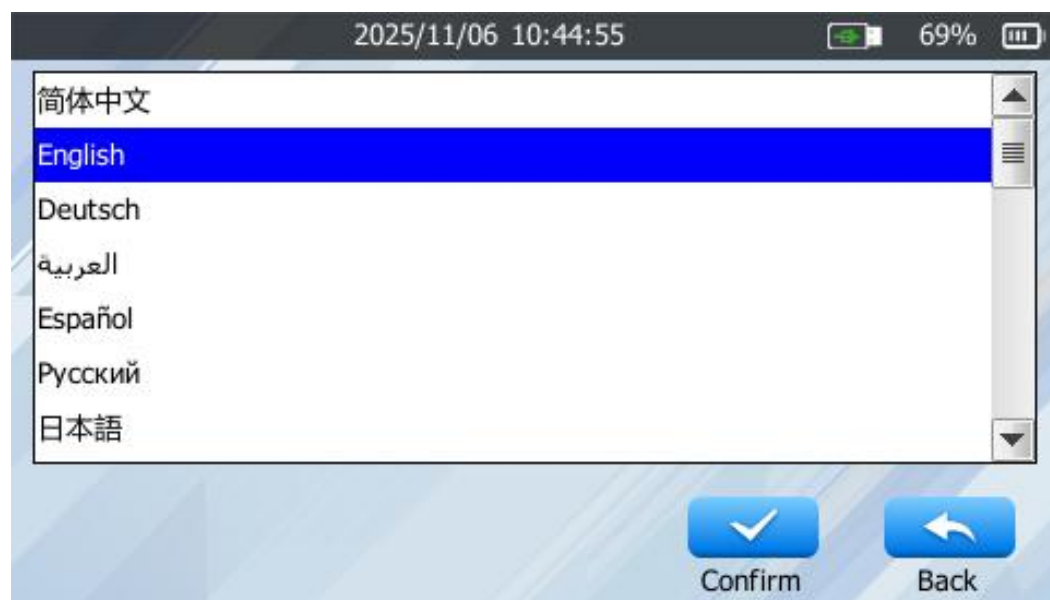 2025/11/06 10:44:55 69%
简体中文
English
Deutsch
العربية
Español
Русский
日本語
Confirm Back